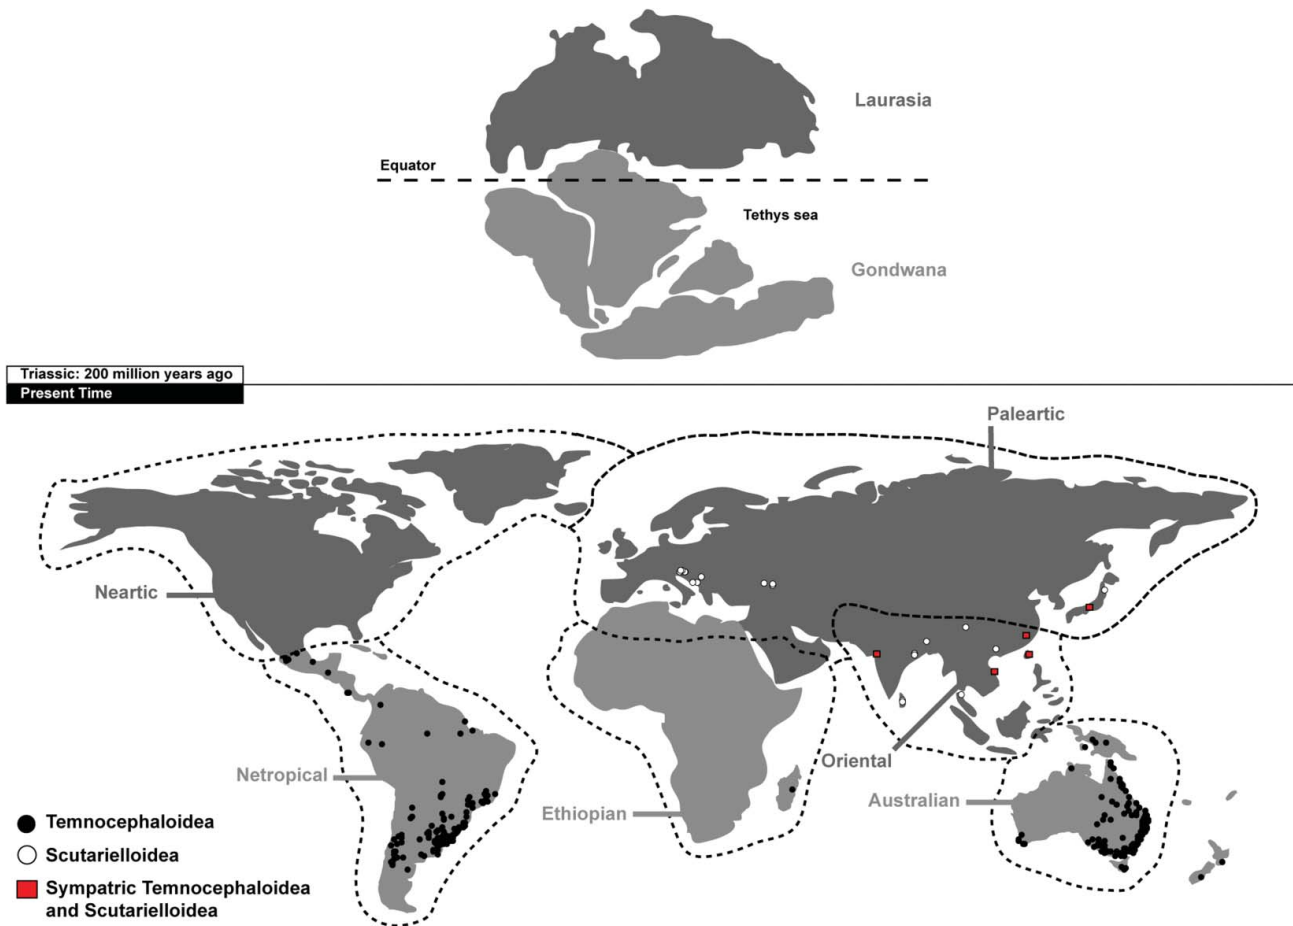 Laurasia
Equator
Tethys sea
Gondwana
Triassic: 200 million years ago
Present Time
Paleartic
Neartic
Oriental
Netropical
Ethiopian
Australian
Temnocephaloidea
Scutarielloidea
Sympatric Temnocephaloidea
and Scutarielloidea